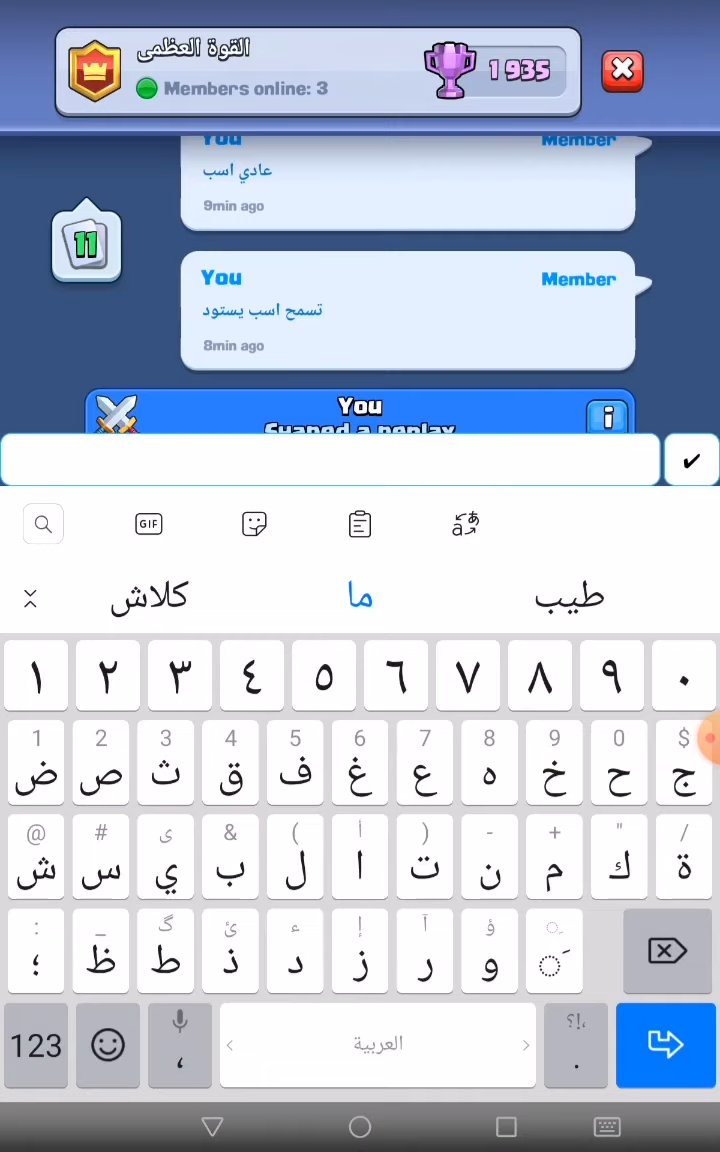 القوة العظمى
Members online: 3
1935
You
Member
عادي اسب
9min ago
11
You
Member
تسمح اسب يستود
8min ago
You
i
GIF
كلاش
ما
طيب
١ ٢ ٣ ٤ ٥ ٦ ٧ ٨ ٩ ٠
1 2 3 4 5 6 7 8 9 0 $
ض ص ث ق ف غ ع ه خ ح ج
@ # ى & ( أ ) - + " /
ش س ي ب ل ا ت ن م ك ة
: _ گ ئ ء إ آ ؤ
؛ ظ ط ذ د ز ر و
،!؟
123
،
العربية
.